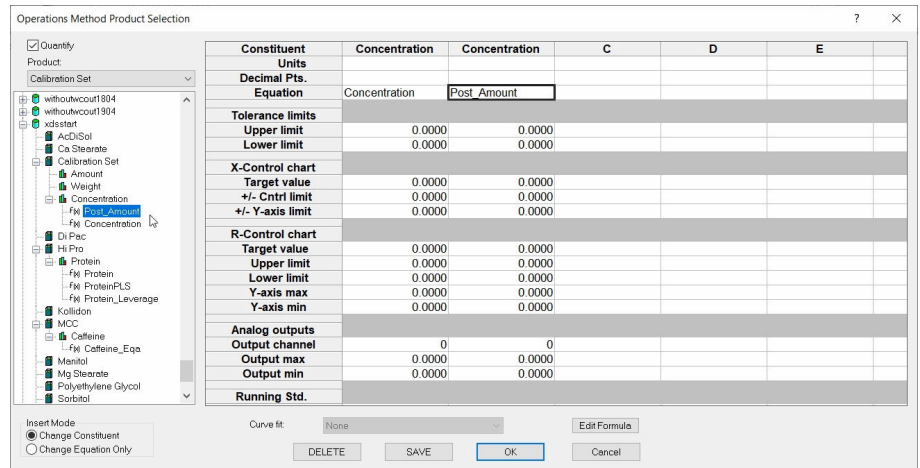 Operations Method Product Selection ? ×
Quantify
Product:
Calibration Set
withoutwcout1804
withoutwcout1904
xdsstart
AcDiSol
Ca Stearate
Calibration Set
Amount
Weight
Concentration
f(x) Post_Amount
f(x) Concentration
Di Pac
Hi Pro
Protein
f(x) Protein
f(x) ProteinPLS
f(x) Protein_Leverage
Kollidon
MCC
Caffeine
f(x) Caffeine_Eqa
Manitol
Mg Stearate
Polyethylene Glycol
Sorbitol
Insert Mode
Change Constituent
Change Equation Only
Constituent Concentration Concentration C D E
Units
Decimal Pts.
Equation Concentration Post_Amount
Tolerance limits
Upper limit 0.0000 0.0000
Lower limit 0.0000 0.0000
X-Control chart
Target value 0.0000 0.0000
+/- Cntrl limit 0.0000 0.0000
+/- Y-axis limit 0.0000 0.0000
R-Control chart
Target value 0.0000 0.0000
Upper limit 0.0000 0.0000
Lower limit 0.0000 0.0000
Y-axis max 0.0000 0.0000
Y-axis min 0.0000 0.0000
Analog outputs
Output channel 0 0
Output max 0.0000 0.0000
Output min 0.0000 0.0000
Running Std.
Curve fit: None Edit Formula
DELETE SAVE OK Cancel